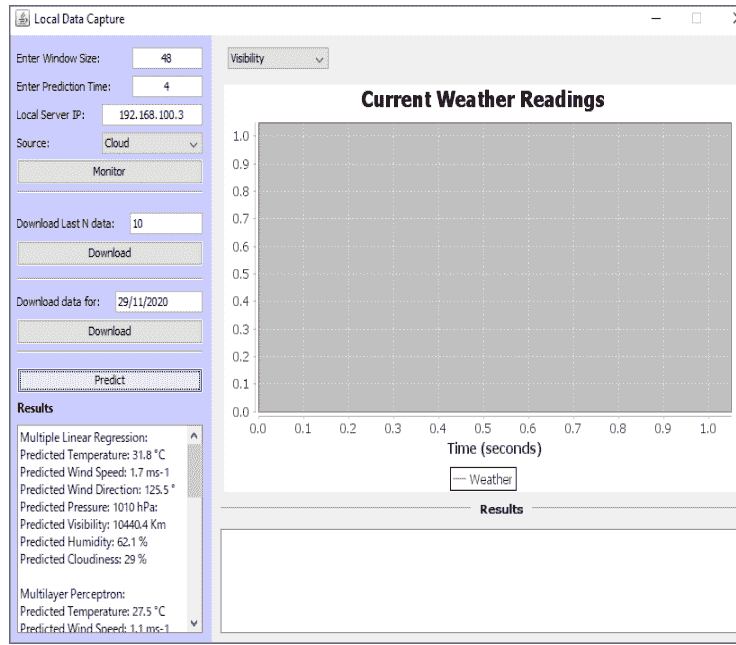 Local Data Capture
Enter Window Size: 48
Enter Prediction Time: 4
Local Server IP: 192.168.100.3
Source: Cloud
Monitor
Download Last N data: 10
Download
Download data for: 29/11/2020
Download
Predict
Results
Multiple Linear Regression:
Predicted Temperature: 31.8 °C
Predicted Wind Speed: 1.7 ms-1
Predicted Wind Direction: 125.5 °
Predicted Pressure: 1010 hPa:
Predicted Visibility: 10440.4 Km
Predicted Humidity: 62.1 %
Predicted Cloudiness: 29 %
Multilayer Perceptron:
Predicted Temperature: 27.5 °C
Predicted Wind Speed: 1.1 ms-1
Visibility
Current Weather Readings
1.0
0.9
0.8
0.7
0.6
0.5
0.4
0.3
0.2
0.1
0.0
0.0 0.1 0.2 0.3 0.4 0.5 0.6 0.7 0.8 0.9 1.0
Time (seconds)
Weather
Results